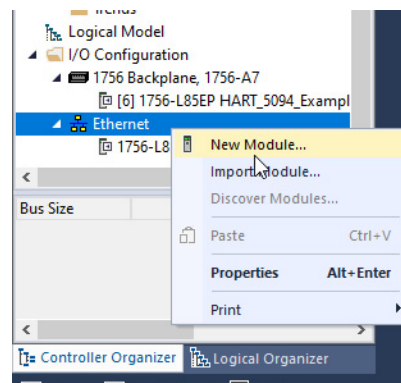 Trends
Logical Model
I/O Configuration
1756 Backplane, 1756-A7
[6] 1756-L85EP HART_5094_Exampl
Ethernet
1756-L8
New Module...
Import Module...
Discover Modules...
Paste Ctrl+V
Properties Alt+Enter
Print
Bus Size
Controller Organizer
Logical Organizer